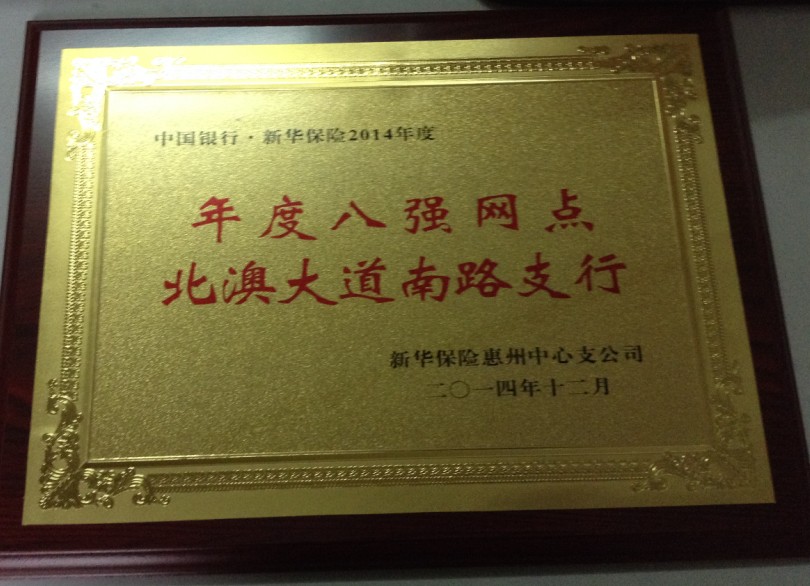 中国银行·新华保险2014年度
年度八强网点
北澳大道南路支行
新华保险惠州中心支公司
二〇一四年十二月